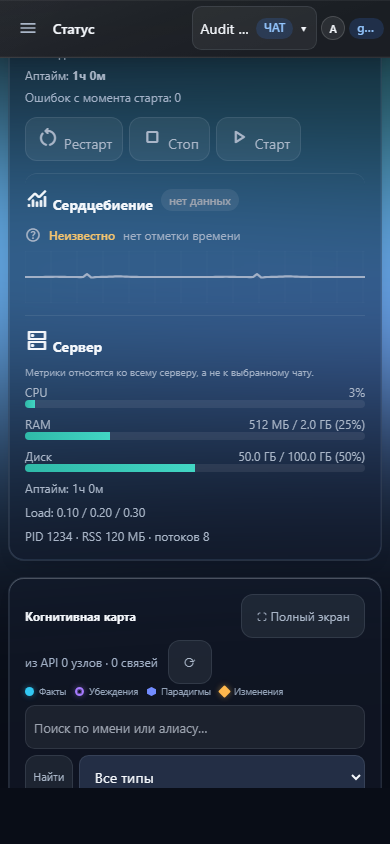 Статус
Audit ... ЧАТ ▾ A g...
Аптайм: 1ч 0м
Ошибок с момента старта: 0
Рестарт Стоп Старт
Сердцебиение нет данных
Неизвестно нет отметки времени
Сервер
Метрики относятся ко всему серверу, а не к выбранному чату.
CPU 3%
RAM 512 МБ / 2.0 ГБ (25%)
Диск 50.0 ГБ / 100.0 ГБ (50%)
Аптайм: 1ч 0м
Load: 0.10 / 0.20 / 0.30
PID 1234 · RSS 120 МБ · потоков 8
Когнитивная карта
Полный экран
из API 0 узлов · 0 связей
Факты Убеждения Парадигмы Изменения
Поиск по имени или алиасу...
Найти Все типы